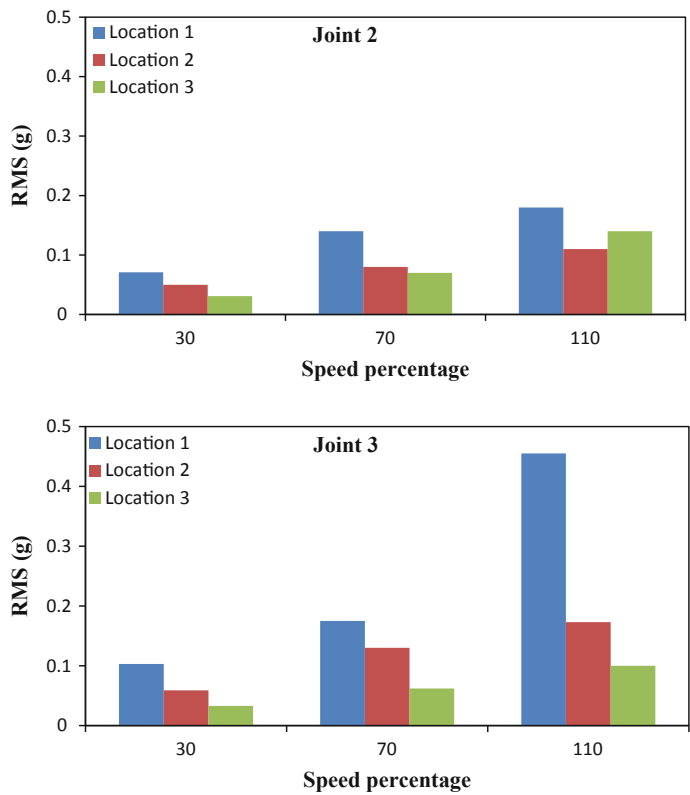 Joint 2
Location 1
Location 2
Location 3
RMS (g)
0.5
0.4
0.3
0.2
0.1
0
30 70 110
Speed percentage
Joint 3
Location 1
Location 2
Location 3
RMS (g)
0.5
0.4
0.3
0.2
0.1
0
30 70 110
Speed percentage